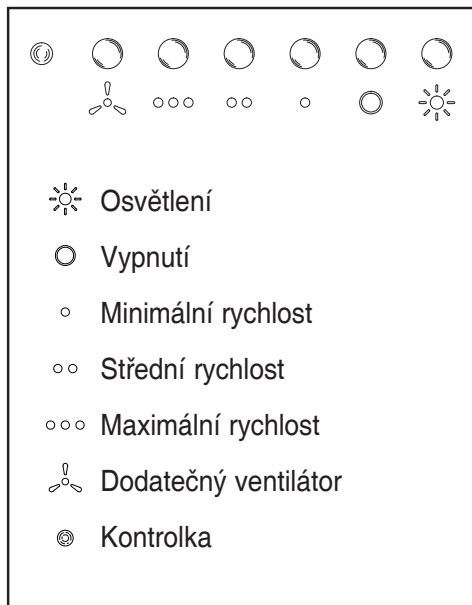 Osvětlení
Vypnutí
Minimální rychlost
Střední rychlost
Maximální rychlost
Dodatečný ventilátor
Kontrolka